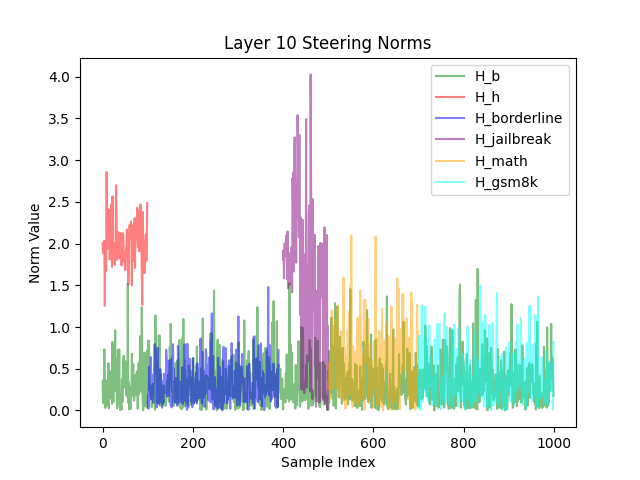 Layer 10 Steering Norms
Norm Value
4.0
3.5
3.0
2.5
2.0
1.5
1.0
0.5
0.0
H_b
H_h
H_borderline
H_jailbreak
H_math
H_gsm8k
0
200
400
600
800
1000
Sample Index